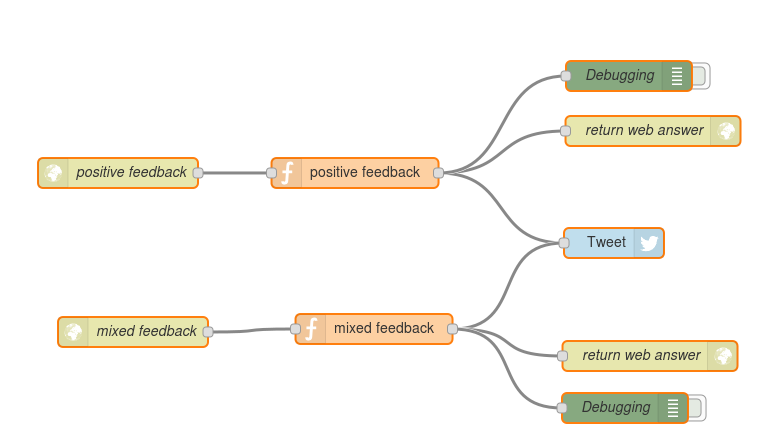 Debugging
return web answer
positive feedback
positive feedback
Tweet
mixed feedback
mixed feedback
return web answer
Debugging